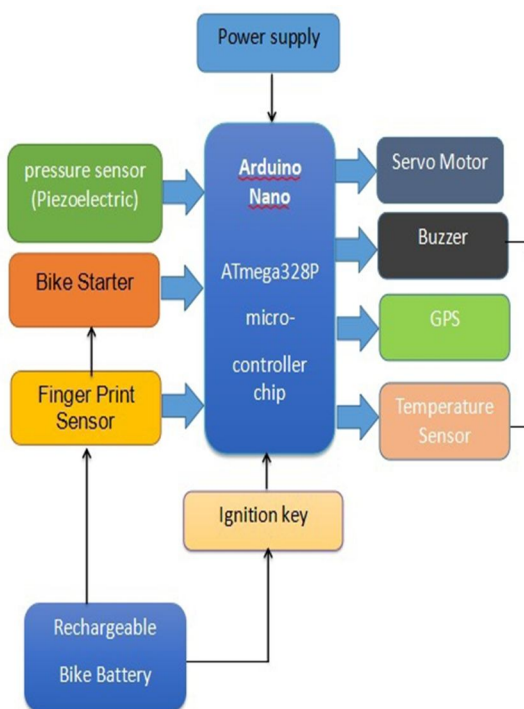 Power supply
pressure sensor
(Piezoelectric)
Arduino
Nano
ATmega328P
micro-
controller
chip
Servo Motor
Buzzer
Bike Starter
GPS
Finger Print
Sensor
Temperature
Sensor
Ignition key
Rechargeable
Bike Battery